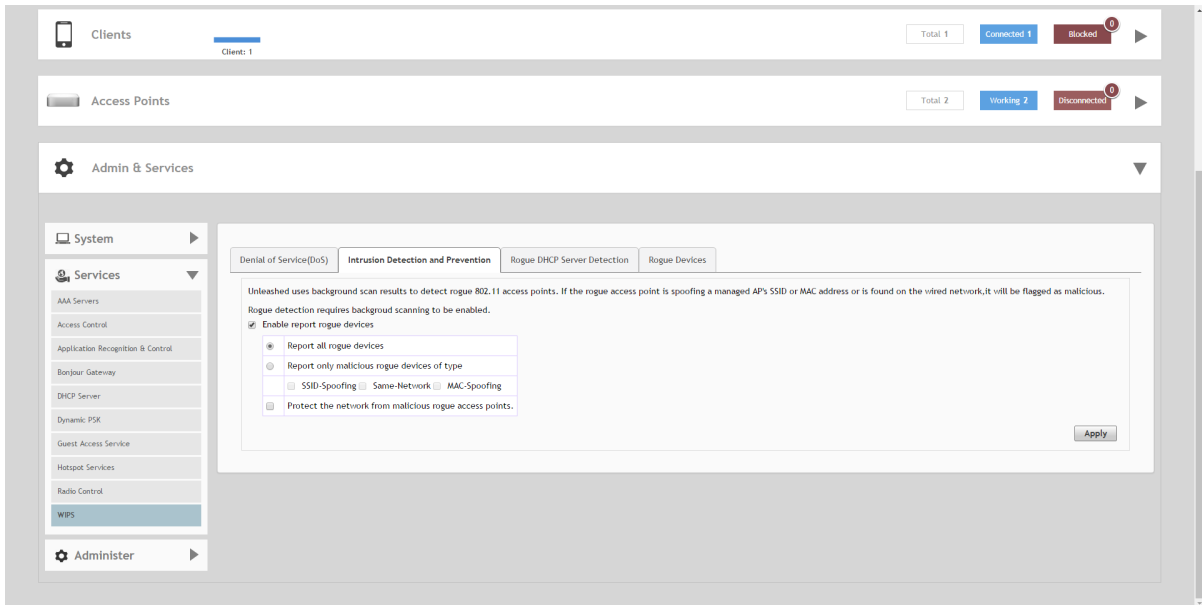 Clients
Client: 1
Total 1
Connected 1
Blocked
0
Access Points
Total 2
Working 2
Disconnected
0
Admin & Services
System
Services
AAA Servers
Access Control
Application Recognition & Control
Bonjour Gateway
DHCP Server
Dynamic PSK
Guest Access Service
Hotspot Services
Radio Control
WIPS
Administer
Denial of Service(DoS)
Intrusion Detection and Prevention
Rogue DHCP Server Detection
Rogue Devices
Unleashed uses background scan results to detect rogue 802.11 access points. If the rogue access point is spoofing a managed AP's SSID or MAC address or is found on the wired network,it will be flagged as malicious.
Rogue detection requires backgroud scanning to be enabled.
Enable report rogue devices
Report all rogue devices
Report only malicious rogue devices of type
SSID-Spoofing Same-Network MAC-Spoofing
Protect the network from malicious rogue access points.
Apply